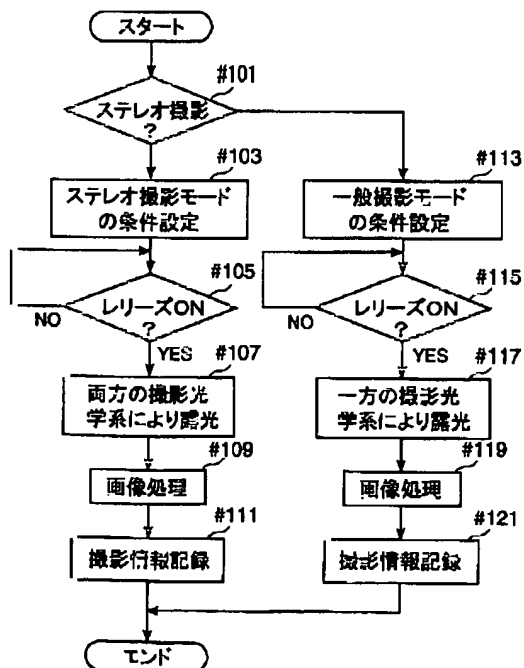 スタート
#101
ステレオ撮影
?
#103
ステレオ撮影モード
の条件設定
#105
レリーズON
?
NO
YES
#107
両方の撮影光
学系により露光
#109
画像処理
#111
撮影情報記録
#113
一般撮影モード
の条件設定
#115
レリーズON
?
NO
YES
#117
一方の撮影光
学系により露光
#119
画像処理
#121
撮影情報記録
エンド